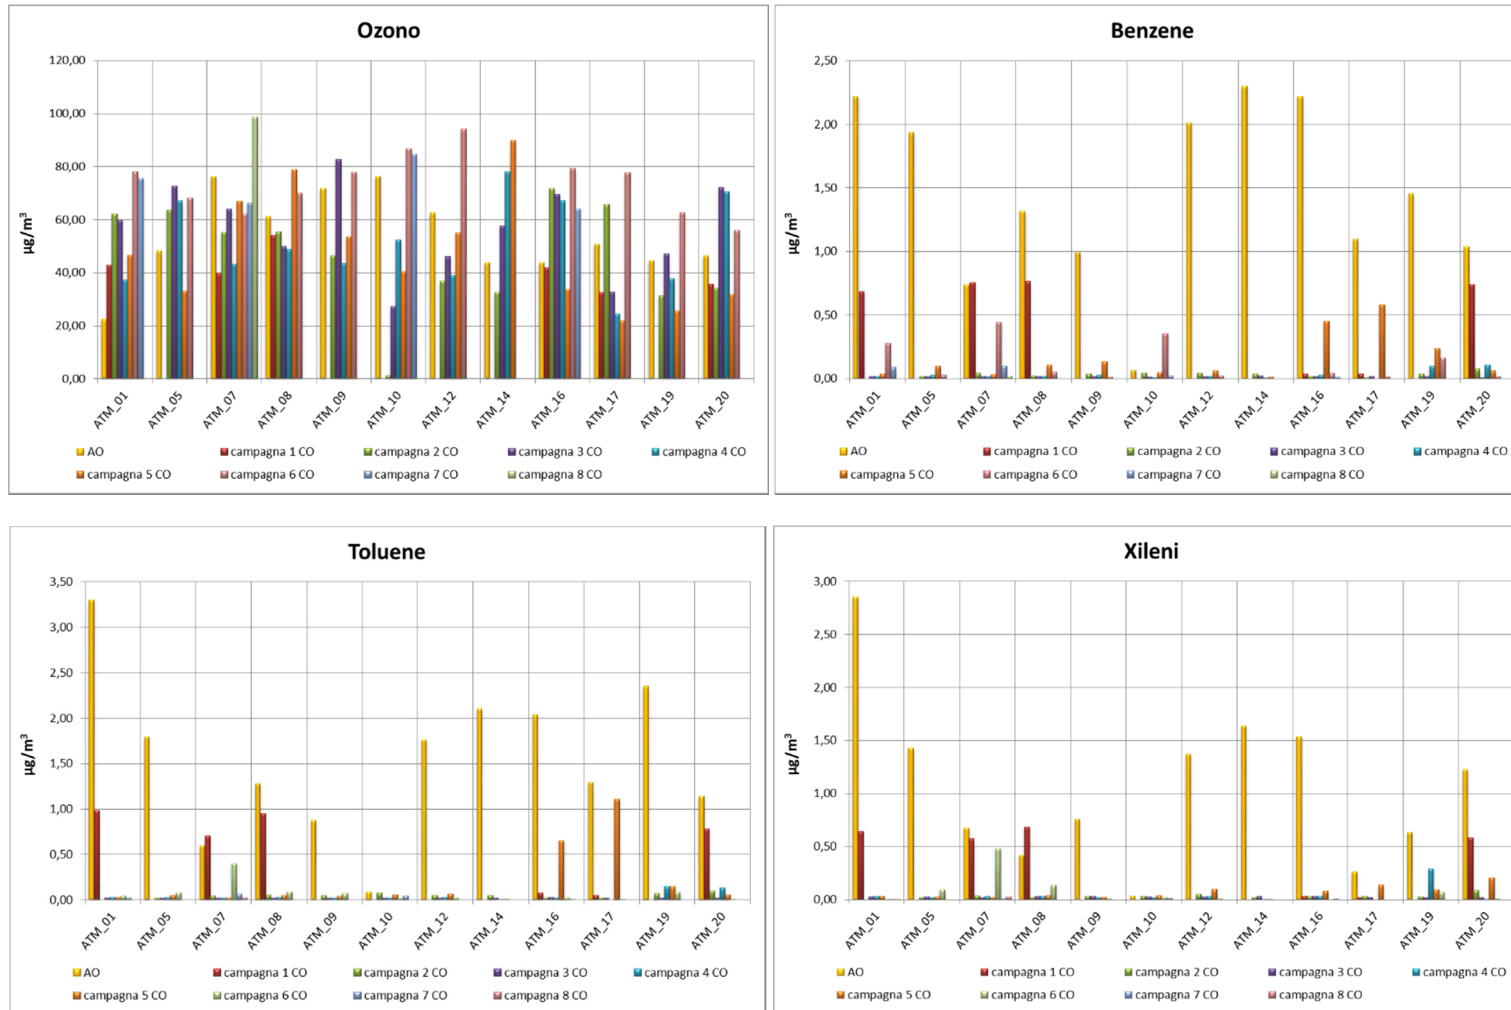 Ozono
120,00
100,00
80,00
60,00
40,00
20,00
0,00
µg/m³
ATM_01 ATM_05 ATM_07 ATM_08 ATM_09 ATM_10 ATM_12 ATM_14 ATM_16 ATM_17 ATM_19 ATM_20
AO campagna 1 CO campagna 2 CO campagna 3 CO campagna 4 CO
campagna 5 CO campagna 6 CO campagna 7 CO campagna 8 CO
Benzene
2,50
2,00
1,50
1,00
0,50
0,00
µg/m³
ATM_01 ATM_05 ATM_07 ATM_08 ATM_09 ATM_10 ATM_12 ATM_14 ATM_16 ATM_17 ATM_19 ATM_20
AO campagna 1 CO campagna 2 CO campagna 3 CO campagna 4 CO
campagna 5 CO campagna 6 CO campagna 7 CO campagna 8 CO
Toluene
3,50
3,00
2,50
2,00
1,50
1,00
0,50
0,00
µg/m³
ATM_01 ATM_05 ATM_07 ATM_08 ATM_09 ATM_10 ATM_12 ATM_14 ATM_16 ATM_17 ATM_19 ATM_20
AO campagna 1 CO campagna 2 CO campagna 3 CO campagna 4 CO
campagna 5 CO campagna 6 CO campagna 7 CO campagna 8 CO
Xileni
3,00
2,50
2,00
1,50
1,00
0,50
0,00
µg/m³
ATM_01 ATM_05 ATM_07 ATM_08 ATM_09 ATM_10 ATM_12 ATM_14 ATM_16 ATM_17 ATM_19 ATM_20
AO campagna 1 CO campagna 2 CO campagna 3 CO campagna 4 CO
campagna 5 CO campagna 6 CO campagna 7 CO campagna 8 CO